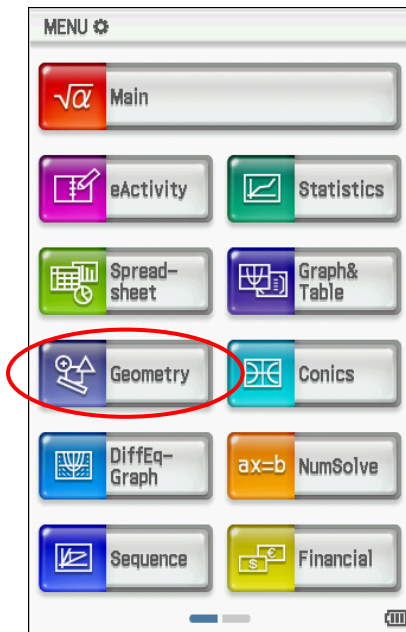 MENU
√α Main
eActivity
Statistics
Spread-
sheet
Graph&
Table
Geometry
Conics
DiffEq-
Graph
ax=b NumSolve
Sequence
$ €
Financial